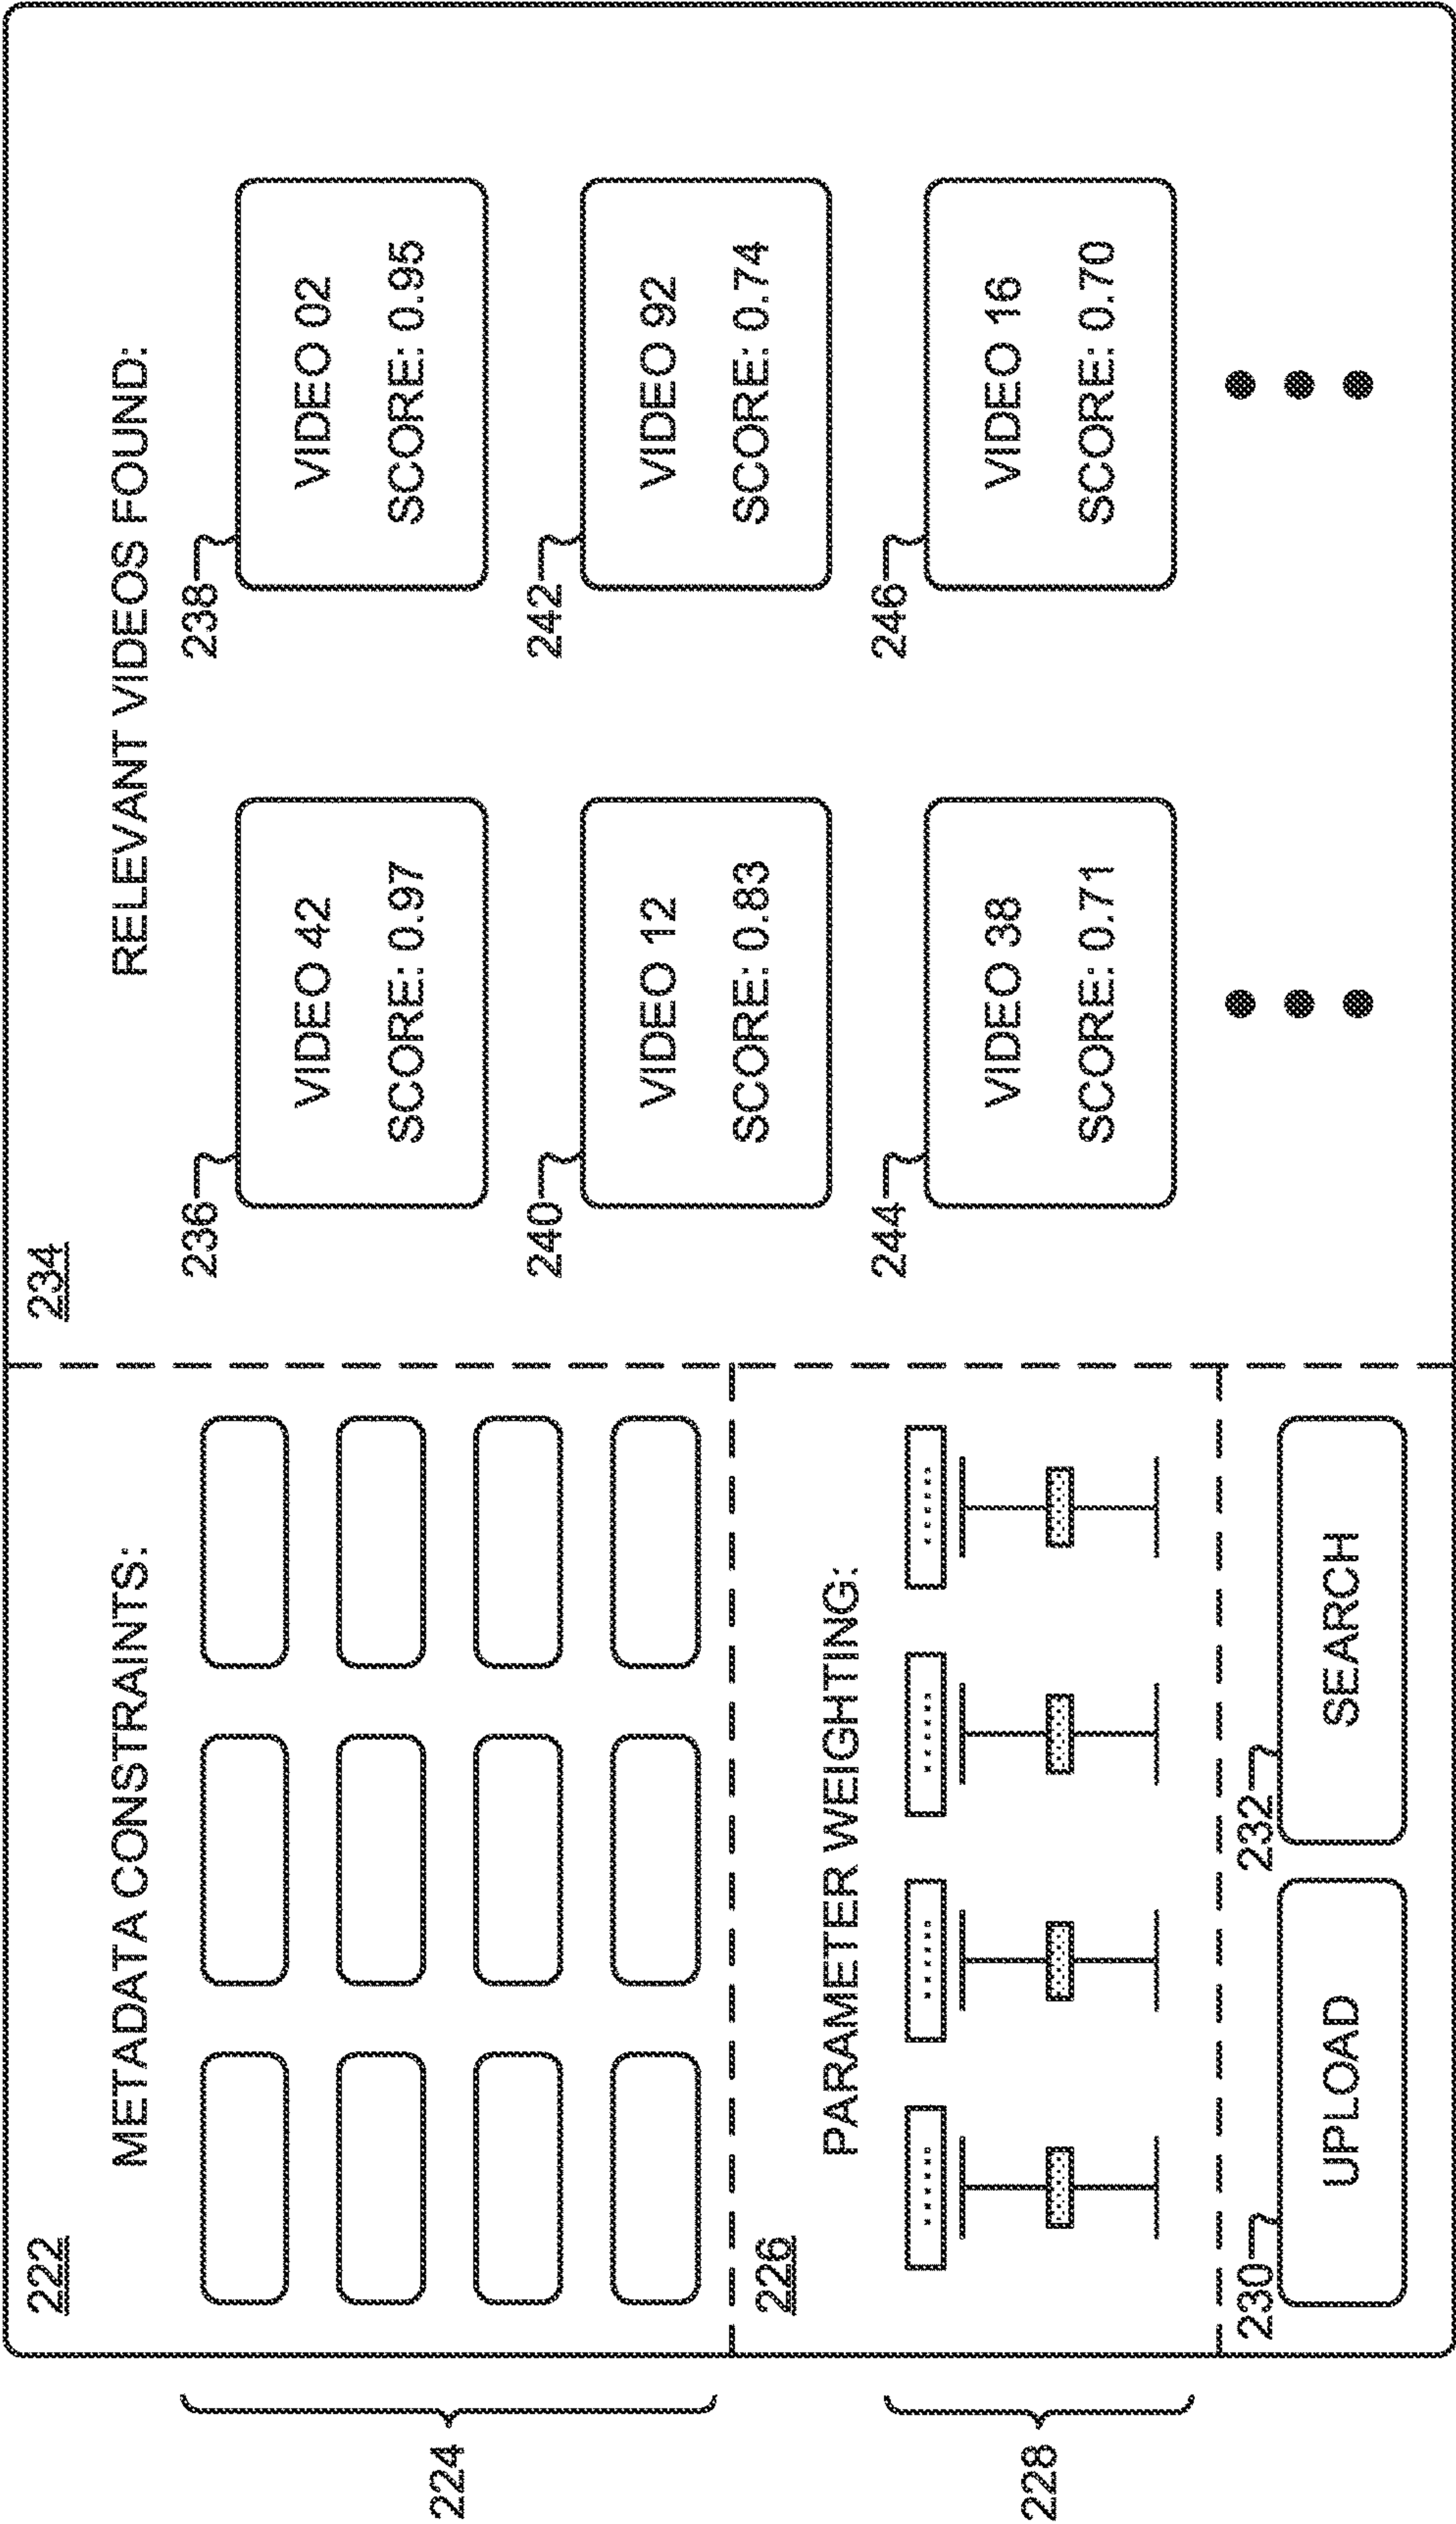 222
METADATA CONSTRAINTS:
224
226
PARAMETER WEIGHTING:
228
230
UPLOAD
232
SEARCH
234
RELEVANT VIDEOS FOUND:
236
VIDEO 42
SCORE: 0.97
238
VIDEO 02
SCORE: 0.95
240
VIDEO 12
SCORE: 0.83
242
VIDEO 92
SCORE: 0.74
244
VIDEO 38
SCORE: 0.71
246
VIDEO 16
SCORE: 0.70